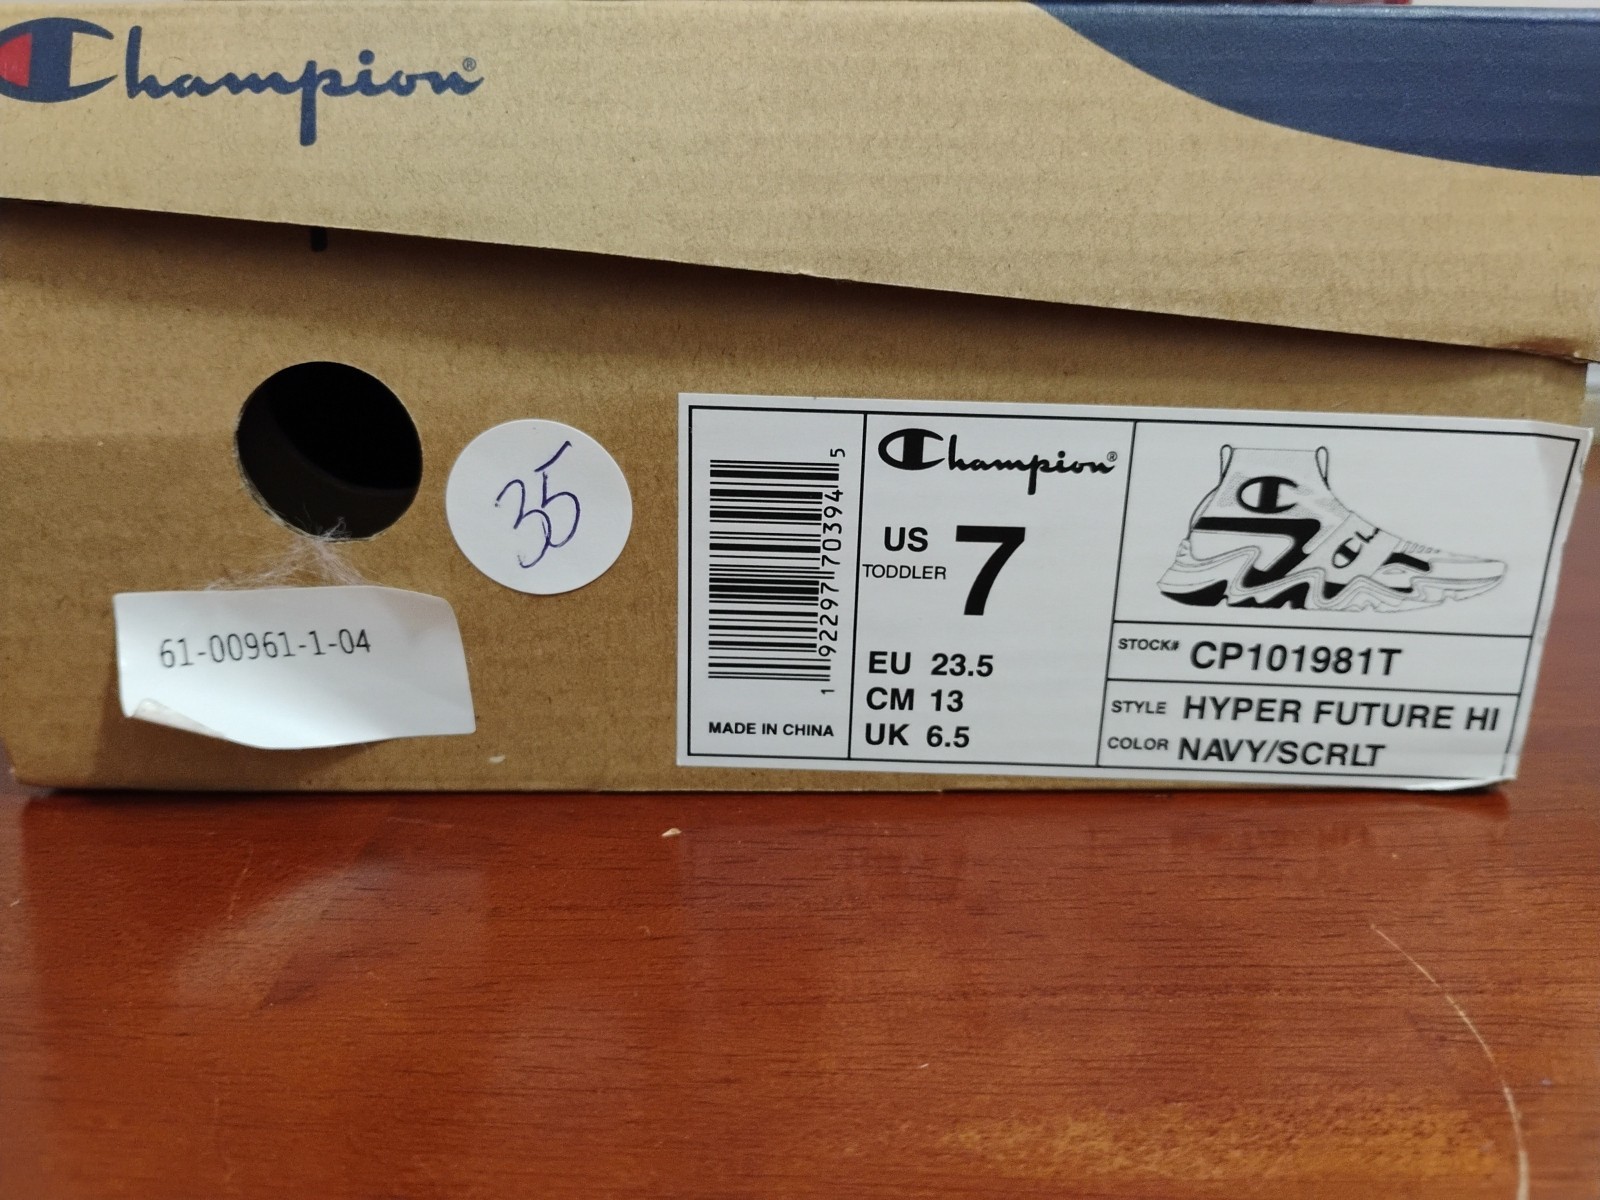 Champion®
35
61-00961-1-04
1 92297 70394 5
MADE IN CHINA
Champion®
US 7
TODDLER
EU 23.5
CM 13
UK 6.5
STOCK# CP101981T
STYLE HYPER FUTURE HI
COLOR NAVY/SCRLT